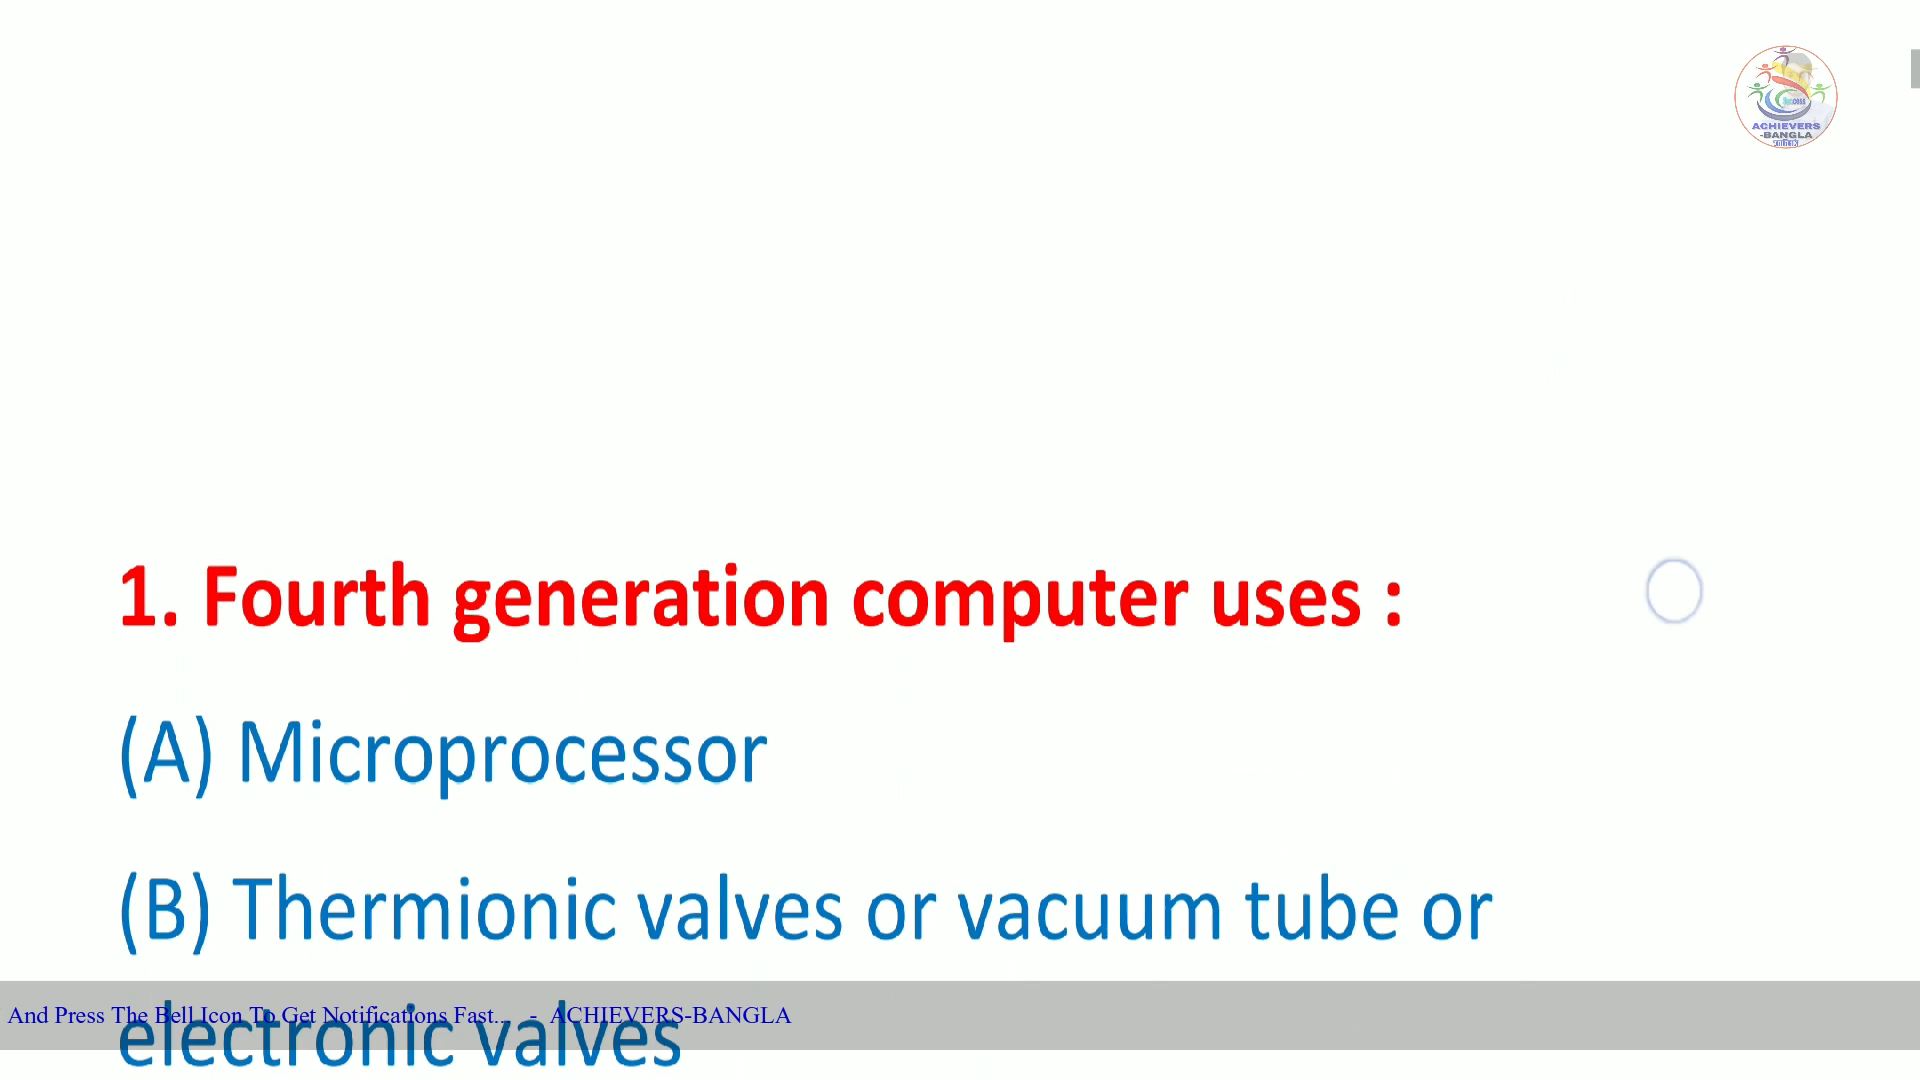 Success
ACHIEVERS
-BANGLA
1. Fourth generation computer uses :
(A) Microprocessor
(B) Thermionic valves or vacuum tube or
electronic valves
And Press The Bell Icon To Get Notifications Fast... - ACHIEVERS-BANGLA